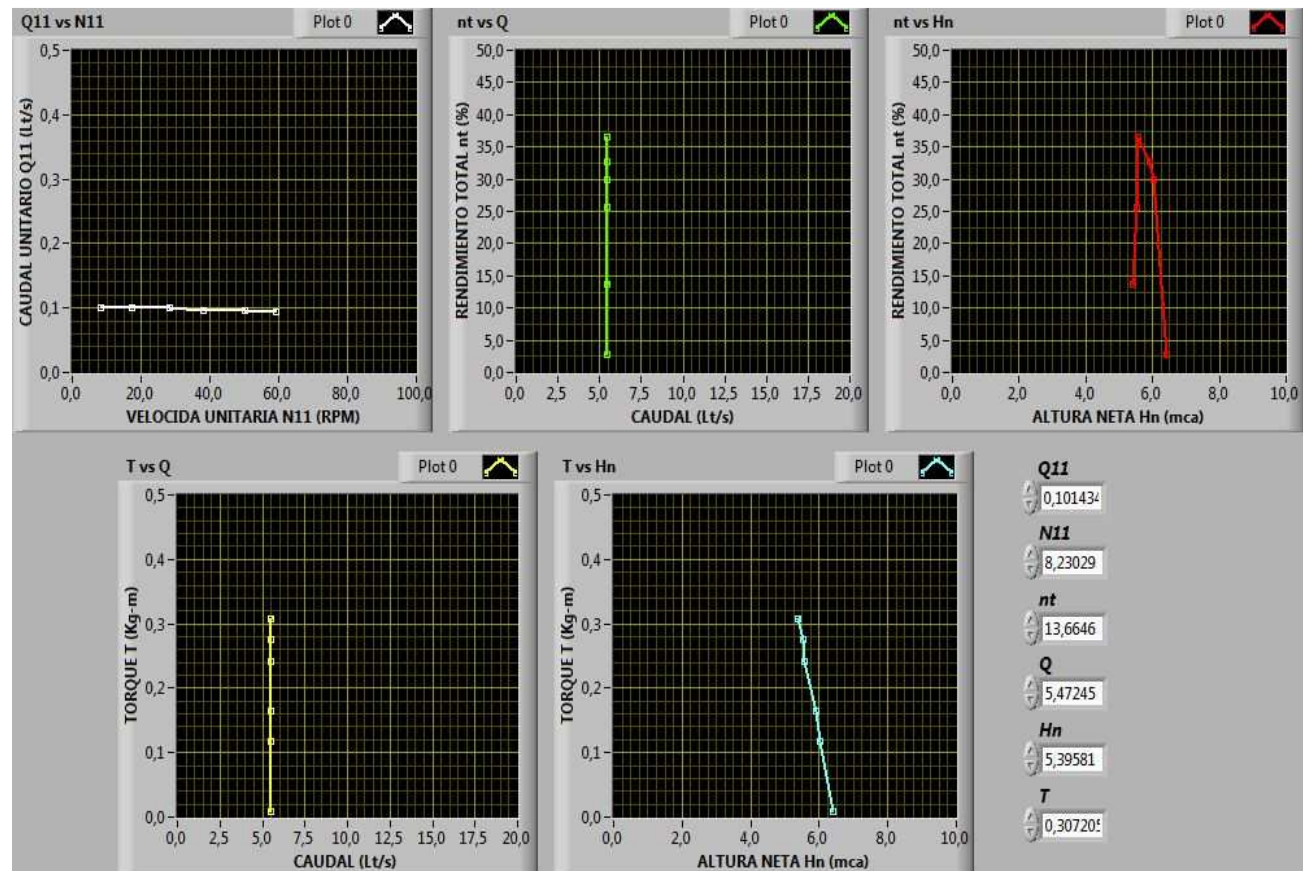 Q11 vs N11
Plot 0
CAUDAL UNITARIO Q11 (Lt/s)
0,5
0,4
0,3
0,2
0,1
0,0
0,0 20,0 40,0 60,0 80,0 100,0
VELOCIDA UNITARIA N11 (RPM)
nt vs Q
Plot 0
RENDIMIENTO TOTAL nt (%)
50,0
45,0
40,0
35,0
30,0
25,0
20,0
15,0
10,0
5,0
0,0
0,0 2,5 5,0 7,5 10,0 12,5 15,0 17,5 20,0
CAUDAL (Lt/s)
nt vs Hn
Plot 0
RENDIMIENTO TOTAL nt (%)
50,0
45,0
40,0
35,0
30,0
25,0
20,0
15,0
10,0
5,0
0,0
0,0 2,0 4,0 6,0 8,0 10,0
ALTURA NETA Hn (mca)
T vs Q
Plot 0
TORQUE T (Kg-m)
0,5
0,4
0,3
0,2
0,1
0,0
0,0 2,5 5,0 7,5 10,0 12,5 15,0 17,5 20,0
CAUDAL (Lt/s)
T vs Hn
Plot 0
TORQUE T (Kg-m)
0,5
0,4
0,3
0,2
0,1
0,0
0,0 2,0 4,0 6,0 8,0 10,0
ALTURA NETA Hn (mca)
Q11
0,101434
N11
8,23029
nt
13,6646
Q
5,47245
Hn
5,39581
T
0,307205